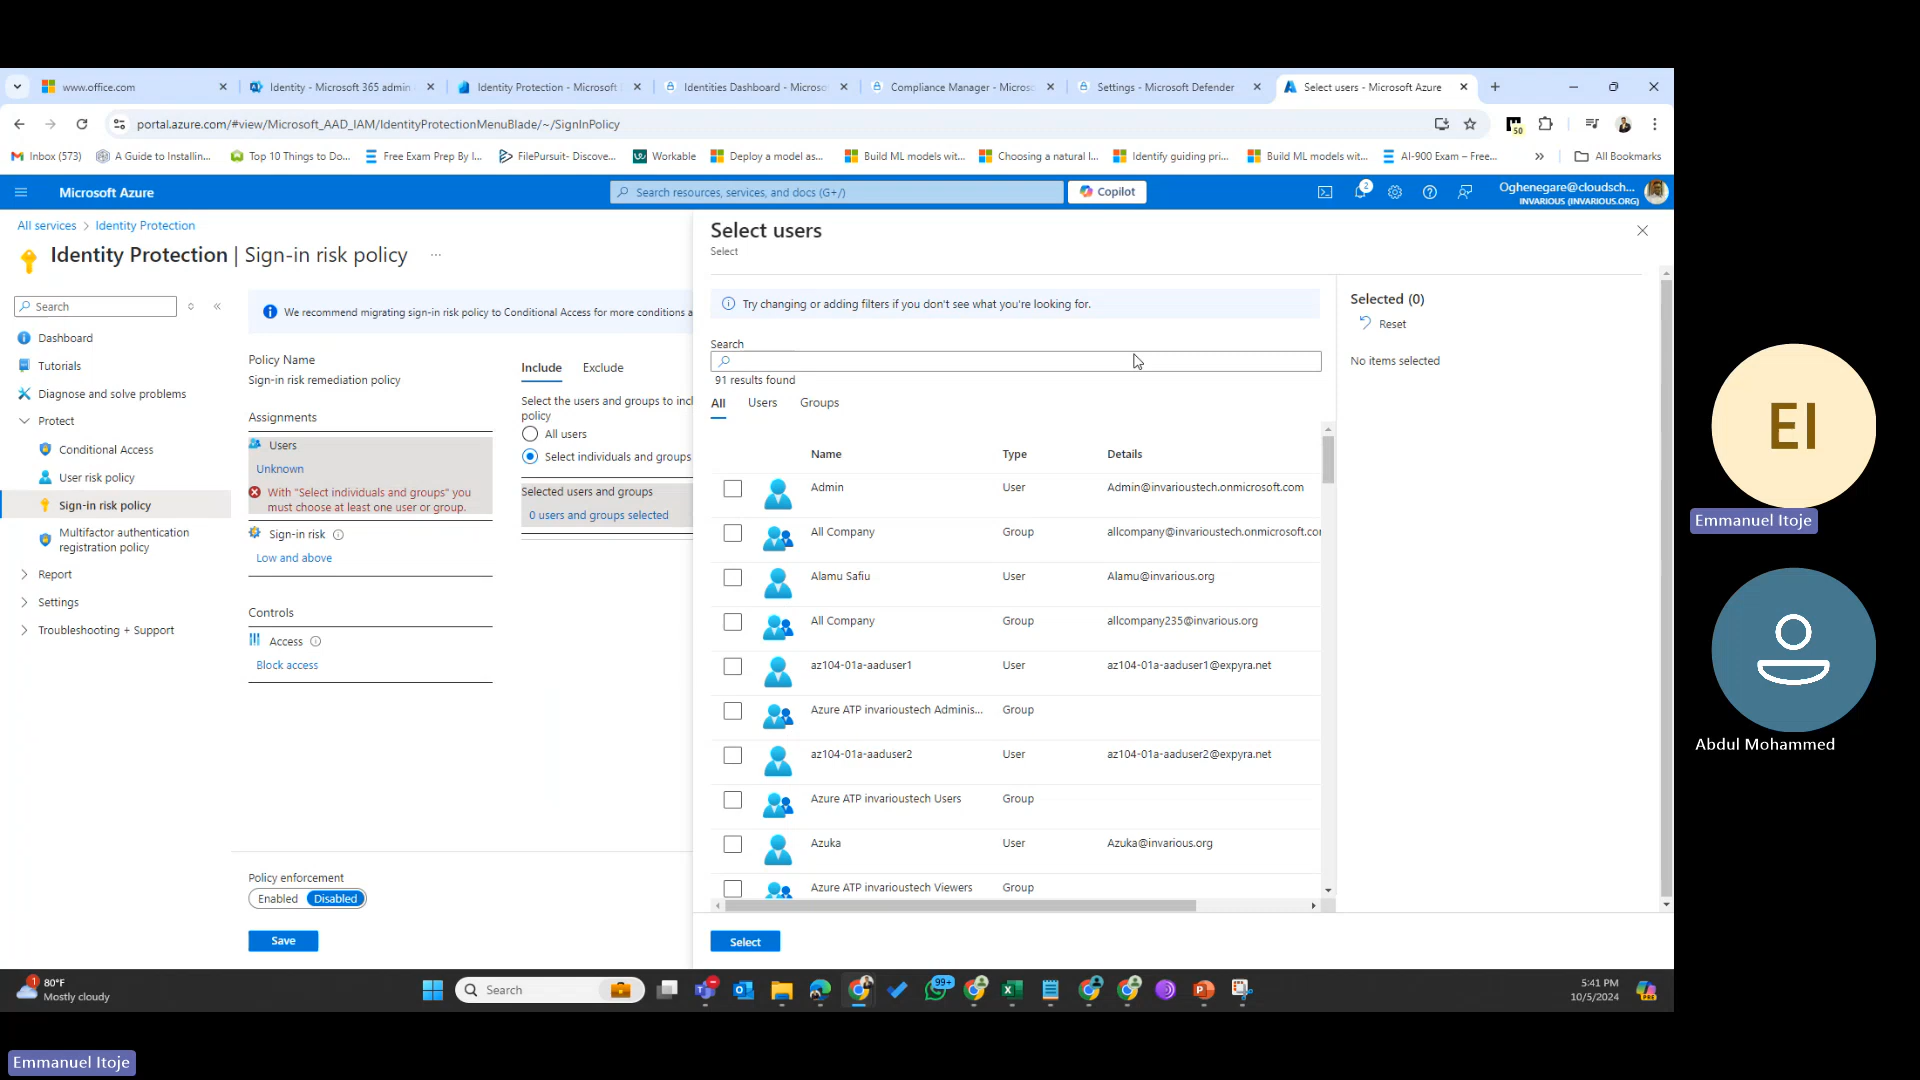 www.office.com
Identity - Microsoft 365 admin
Identity Protection - Microsoft
Identities Dashboard - Microso
Compliance Manager - Micros
Settings - Microsoft Defender
Select users - Microsoft Azure
portal.azure.com/#view/Microsoft_AAD_IAM/IdentityProtectionMenuBlade/~/SignInPolicy
50
Inbox (573)
A Guide to Installin...
Top 10 Things to Do...
Free Exam Prep By I...
FilePursuit- Discove...
Workable
Deploy a model as...
Build ML models wit...
Choosing a natural l...
Identify guiding pri...
Build ML models wit...
AI-900 Exam – Free...
»
All Bookmarks
Microsoft Azure
Search resources, services, and docs (G+/)
Copilot
2
Oghenegare@cloudsch...
INVARIOUS (INVARIOUS.ORG)
All services > Identity Protection
Identity Protection | Sign-in risk policy
...
Search
«
Dashboard
Tutorials
Diagnose and solve problems
Protect
Conditional Access
User risk policy
Sign-in risk policy
Multifactor authentication
registration policy
Report
Settings
Troubleshooting + Support
We recommend migrating sign-in risk policy to Conditional Access for more conditions a
Policy Name
Sign-in risk remediation policy
Assignments
Users
Unknown
With "Select individuals and groups" you
must choose at least one user or group.
Sign-in risk
Low and above
Controls
Access
Block access
Policy enforcement
Enabled
Disabled
Save
Include
Exclude
Select the users and groups to incl
policy
All users
Select individuals and groups
Selected users and groups
0 users and groups selected
Select users
Select
Try changing or adding filters if you don't see what you're looking for.
Search
91 results found
All
Users
Groups
Name Type Details
Admin User Admin@invarioustech.onmicrosoft.com
All Company Group allcompany@invarioustech.onmicrosoft.co
Alamu Safiu User Alamu@invarious.org
All Company Group allcompany235@invarious.org
az104-01a-aaduser1 User az104-01a-aaduser1@expyra.net
Azure ATP invarioustech Adminis... Group
az104-01a-aaduser2 User az104-01a-aaduser2@expyra.net
Azure ATP invarioustech Users Group
Azuka User Azuka@invarious.org
Azure ATP invarioustech Viewers Group
Select
Selected (0)
Reset
No items selected
EI
Emmanuel Itoje
Abdul Mohammed
1
80°F
Mostly cloudy
Search
99+
5:41 PM
10/5/2024
Emmanuel Itoje